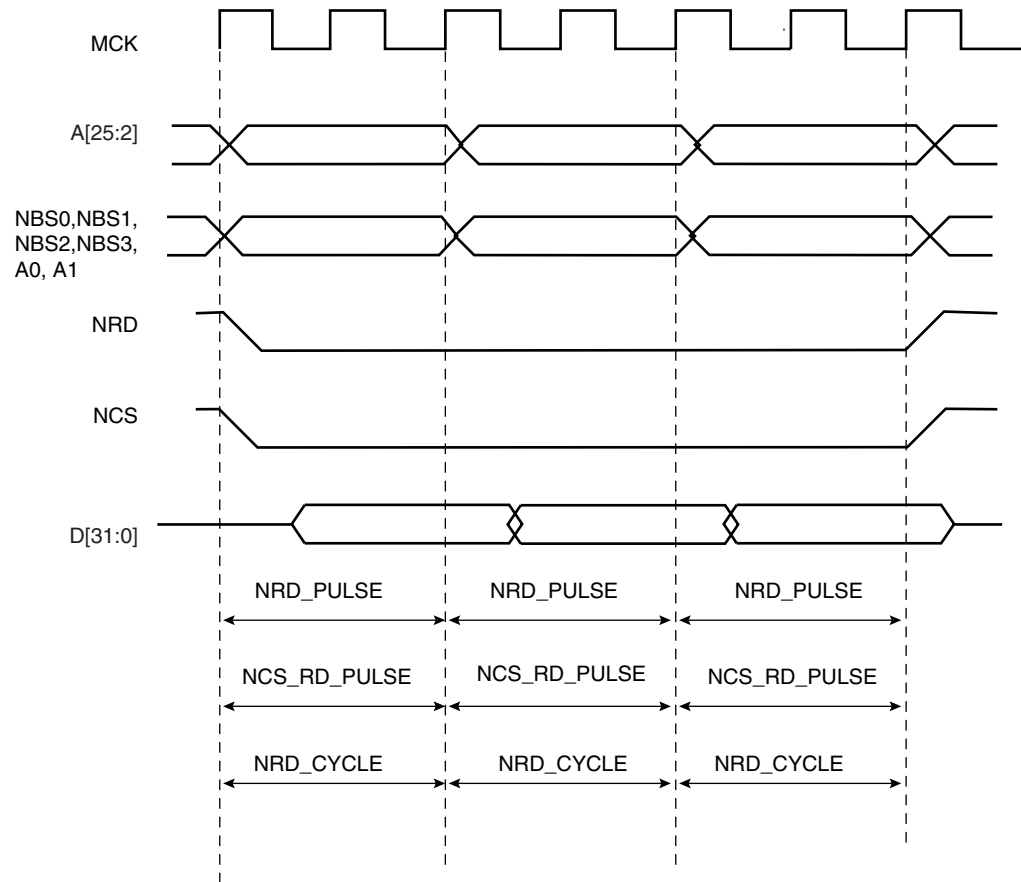 MCK
A[25:2]
NBS0,NBS1,
NBS2,NBS3,
A0, A1
NRD
NCS
D[31:0]
NRD_PULSE NRD_PULSE NRD_PULSE
NCS_RD_PULSE NCS_RD_PULSE NCS_RD_PULSE
NRD_CYCLE NRD_CYCLE NRD_CYCLE